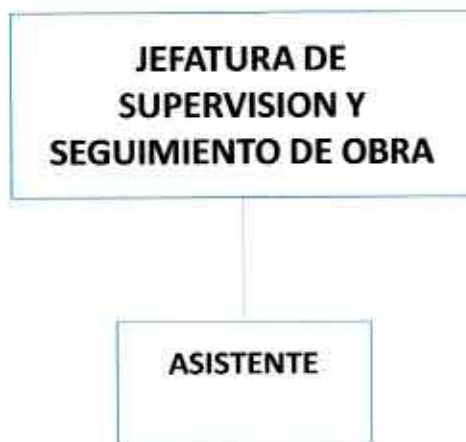 JEFATURA DE
SUPERVISION Y
SEGUIMIENTO DE OBRA
ASISTENTE